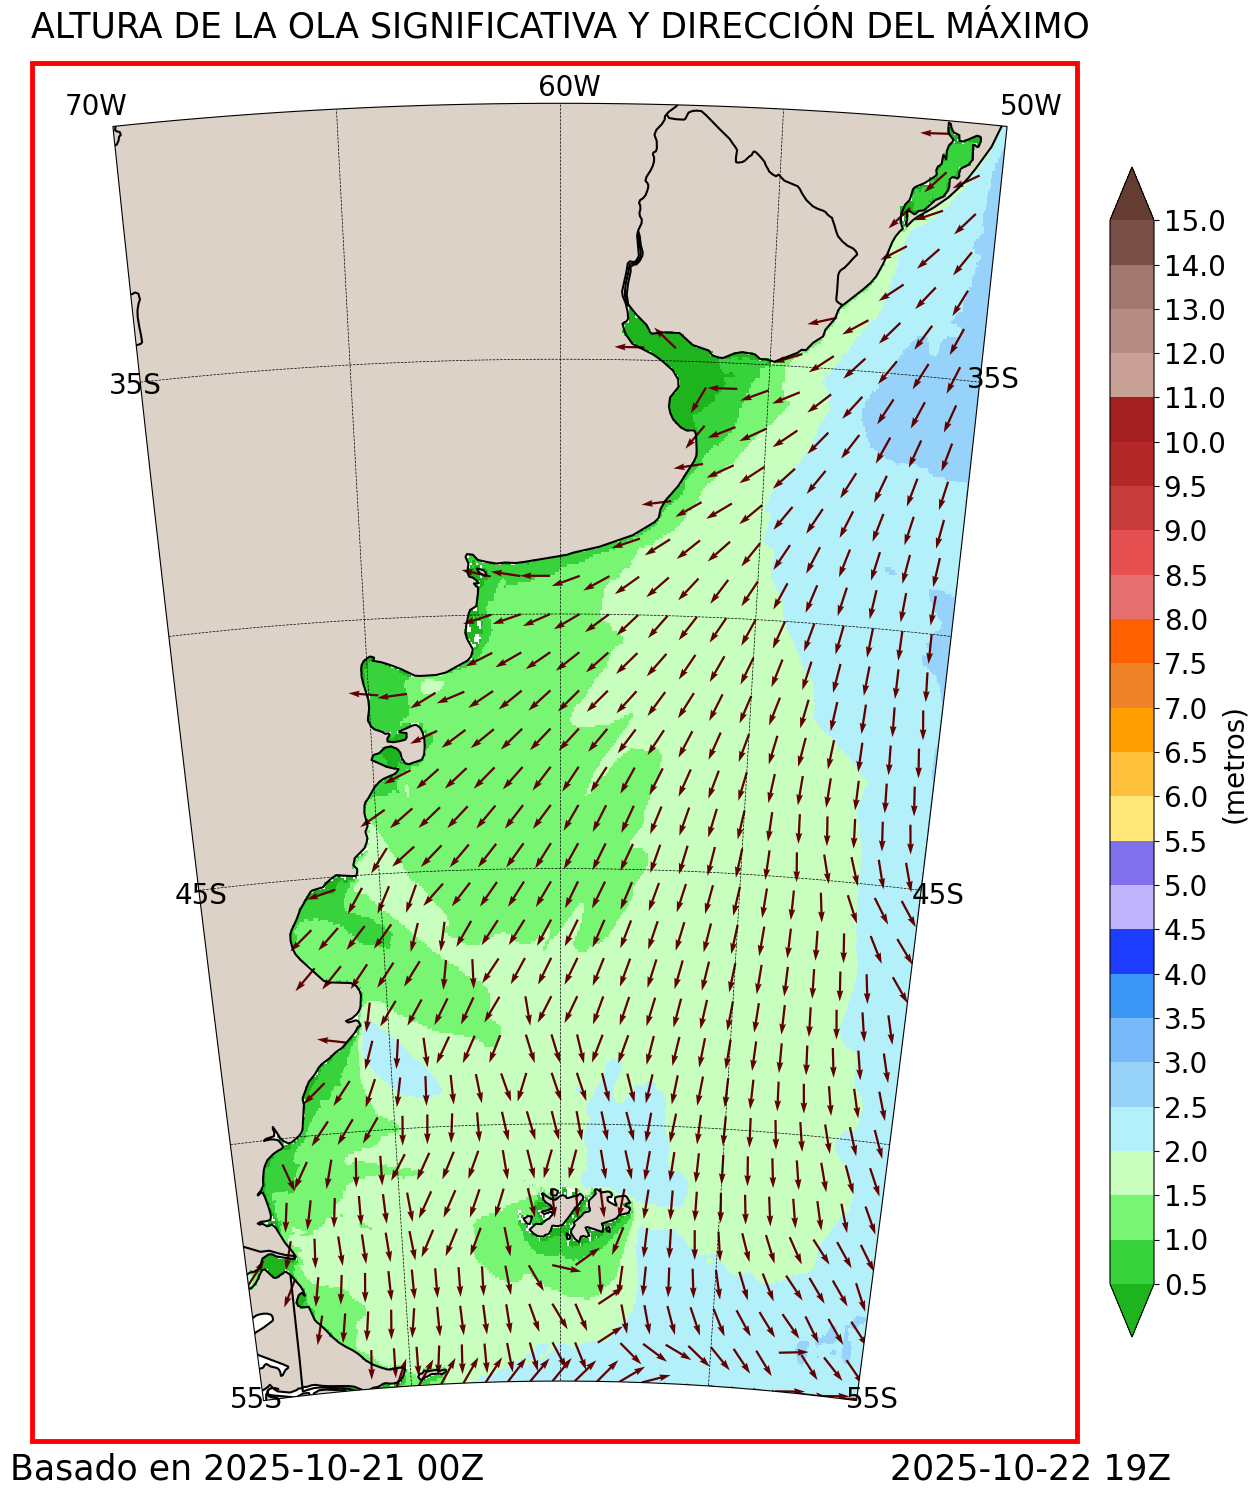 ALTURA DE LA OLA SIGNIFICATIVA Y DIRECCIÓN DEL MÁXIMO
70W
60W
50W
35S
35S
45S
45S
55S
55S
15.0
14.0
13.0
12.0
11.0
10.0
9.5
9.0
8.5
8.0
7.5
7.0
6.5
6.0
5.5
5.0
4.5
4.0
3.5
3.0
2.5
2.0
1.5
1.0
0.5
(metros)
Basado en 2025-10-21 00Z
2025-10-22 19Z